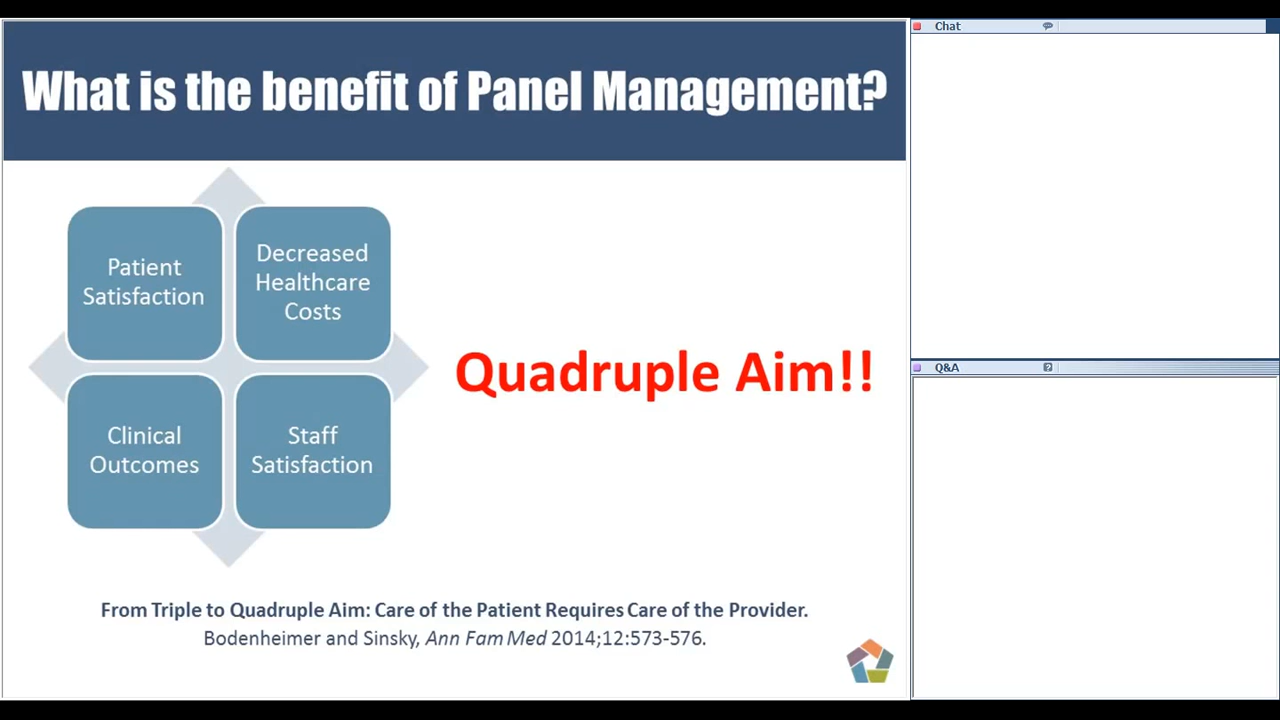 What is the benefit of Panel Management?
Patient
Satisfaction
Decreased
Healthcare
Costs
Clinical
Outcomes
Staff
Satisfaction
Quadruple Aim!!
From Triple to Quadruple Aim: Care of the Patient Requires Care of the Provider.
Bodenheimer and Sinsky, Ann Fam Med 2014;12:573-576.
Chat
Q&A
?